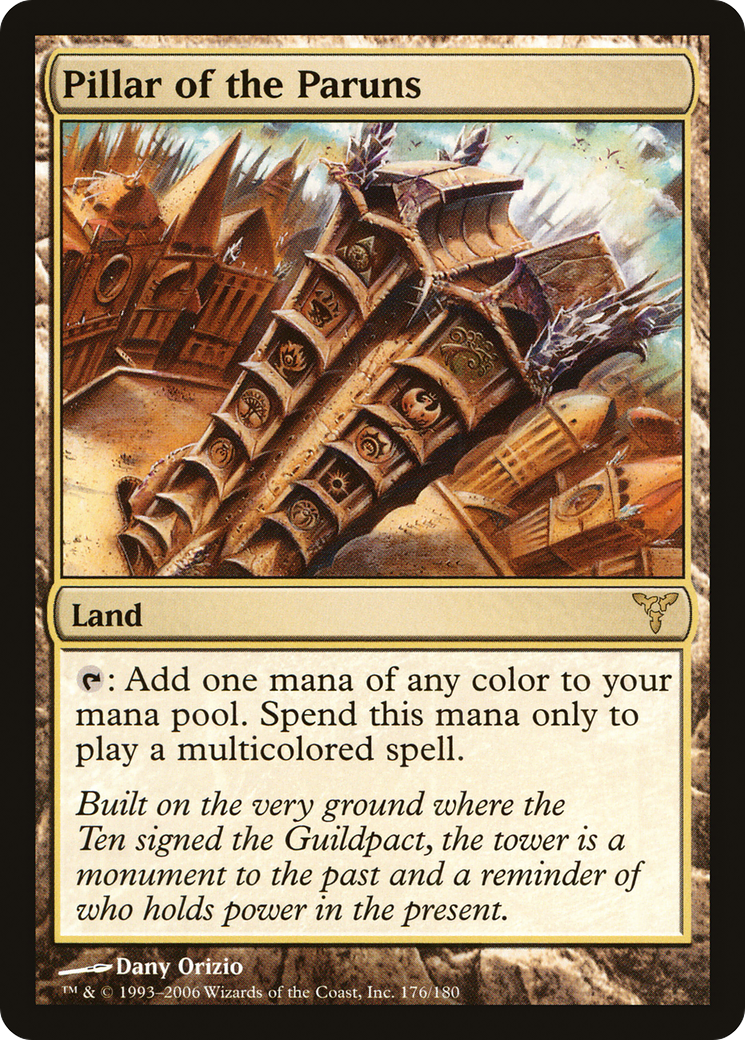 Pillar of the Paruns
Land
: Add one mana of any color to your
mana pool. Spend this mana only to
play a multicolored spell.
Built on the very ground where the
Ten signed the Guildpact, the tower is a
monument to the past and a reminder of
who holds power in the present.
Dany Orizio
™ & © 1993–2006 Wizards of the Coast, Inc. 176/180